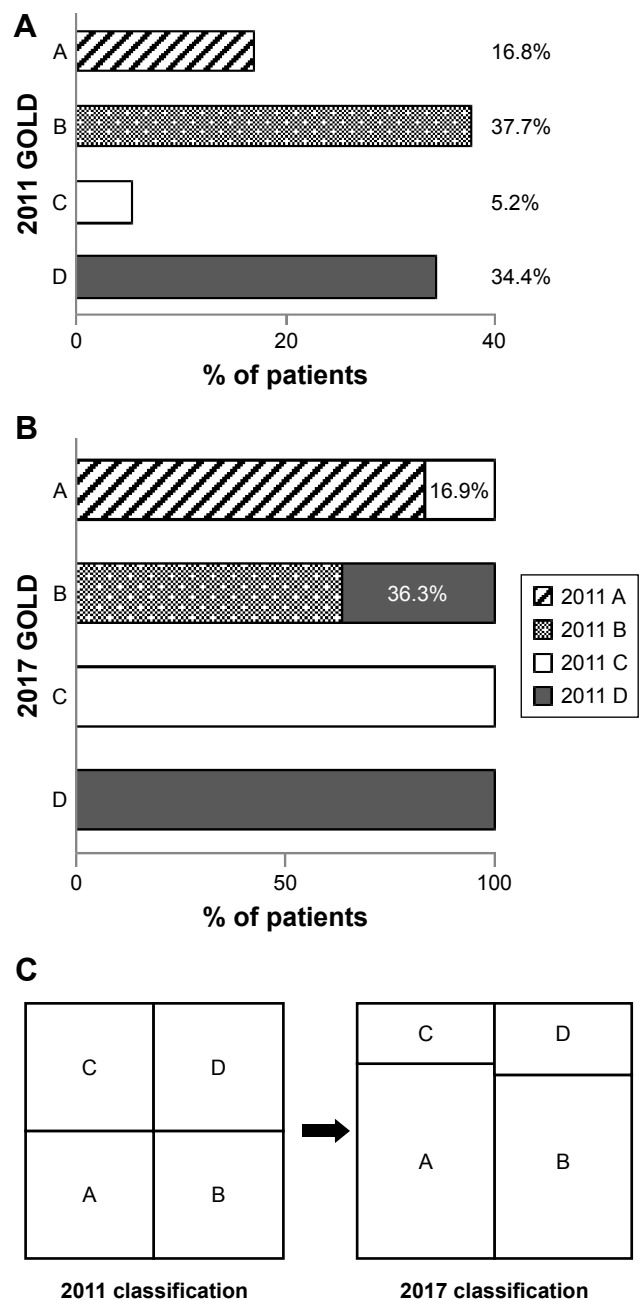 A
2011 GOLD
A 16.8%
B 37.7%
C 5.2%
D 34.4%
0 20 40
% of patients
B
2017 GOLD
A 16.9%
B 36.3%
C
D
0 50 100
% of patients
2011 A
2011 B
2011 C
2011 D
C
C D
A B
2011 classification
C D
A B
2017 classification